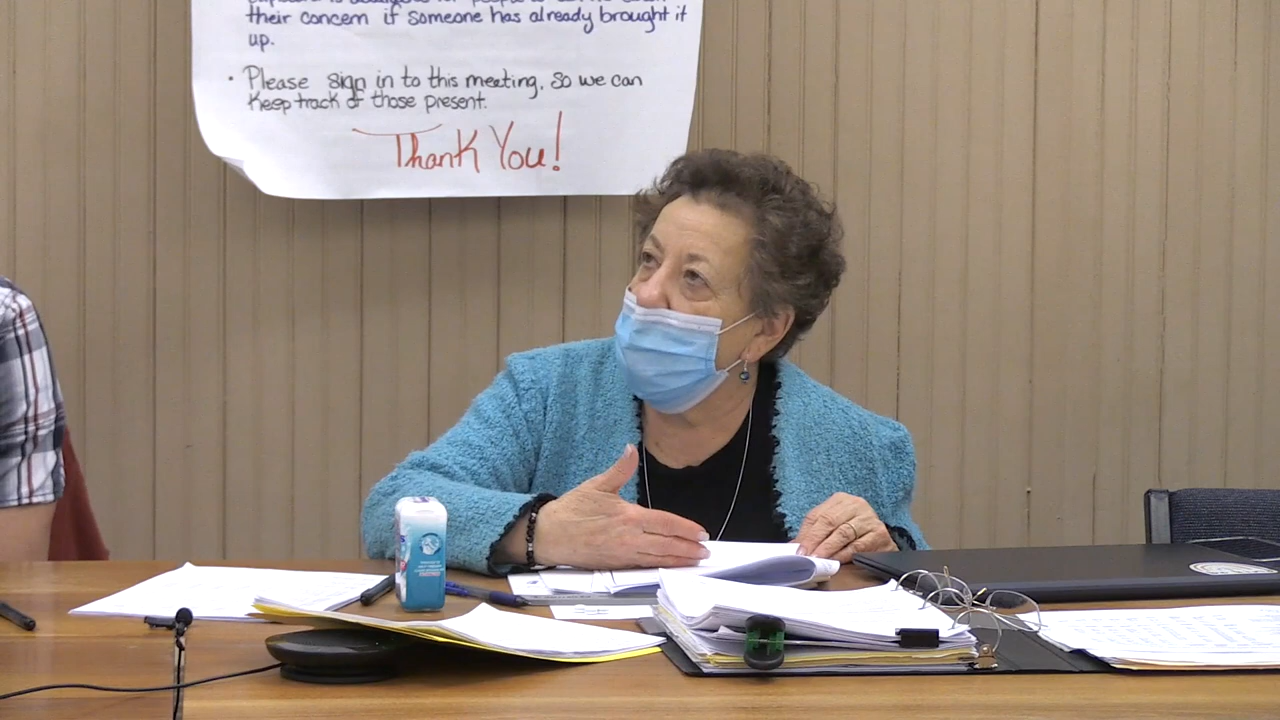 their concern if someone has already brought it
up.
• Please sign in to this meeting, so we can
Keep track of those present.
Thank You!